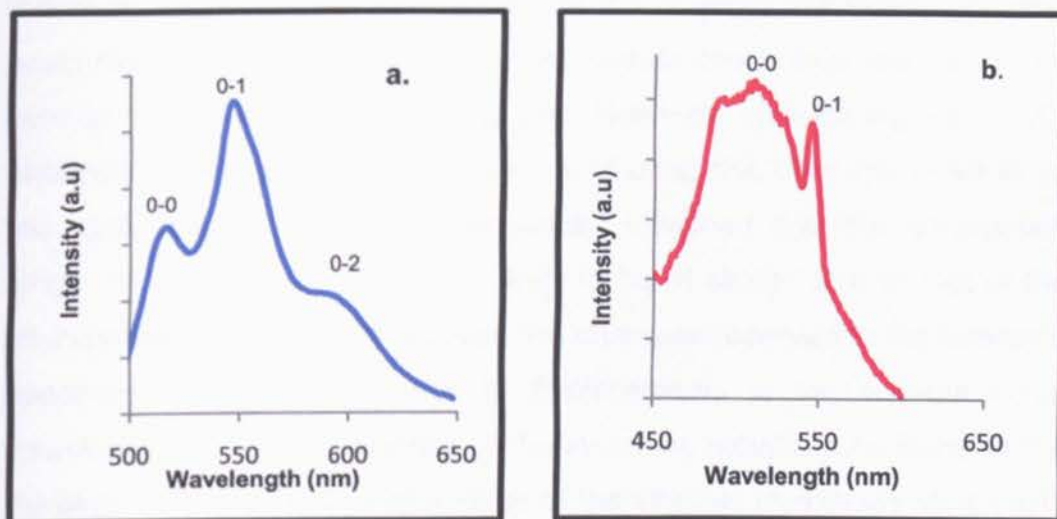 a.
0-1
0-0
0-2
Intensity (a.u)
500 550 600 650
Wavelength (nm)
b.
0-0
0-1
Intensity (a.u)
450 550 650
Wavelength (nm)